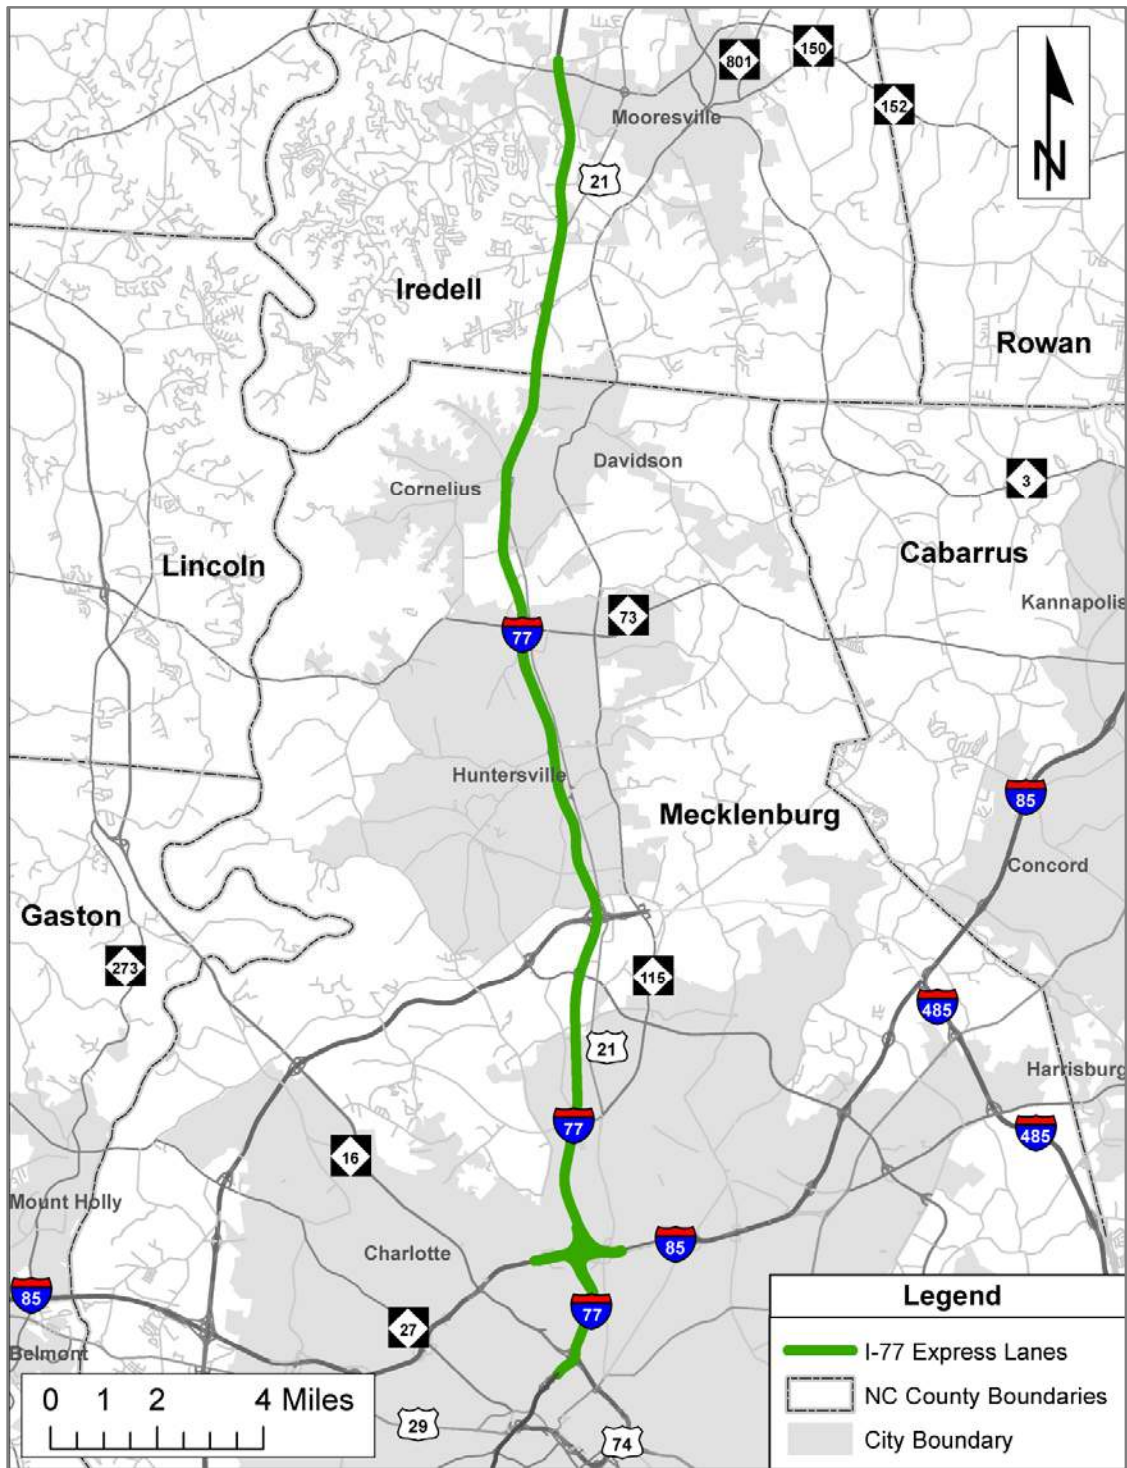 150
801
152
Mooresville
N
21
Iredell
Rowan
Davidson
3
Cornelius
Cabarrus
Lincoln
Kannapolis
73
77
Huntersville
85
Mecklenburg
Concord
Gaston
273
115
485
21
Harrisburg
77
485
16
Mount Holly
85
Charlotte
85
77
27
Belmont
29
74
0 1 2 4 Miles
Legend
I-77 Express Lanes
NC County Boundaries
City Boundary